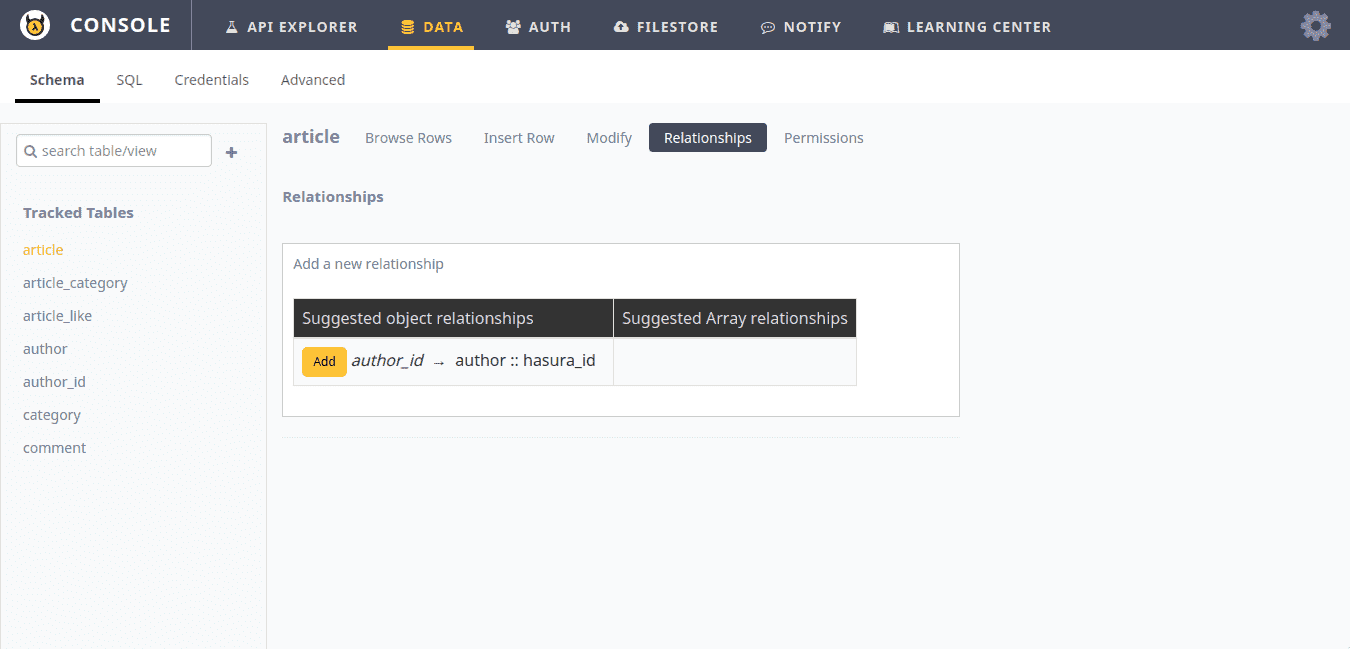 CONSOLE API EXPLORER DATA AUTH FILESTORE NOTIFY LEARNING CENTER
Schema SQL Credentials Advanced
search table/view +
Tracked Tables
article
article_category
article_like
author
author_id
category
comment
article Browse Rows Insert Row Modify Relationships Permissions
Relationships
Add a new relationship
Suggested object relationships Suggested Array relationships
Add author_id → author :: hasura_id